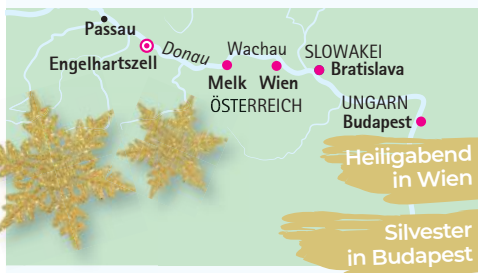 Passau
Engelhartszell
Donau
Wachau
Melk
Wien
ÖSTERREICH
SLOWAKEI
Bratislava
UNGARN
Budapest
Heiligabend
in Wien
Silvester
in Budapest